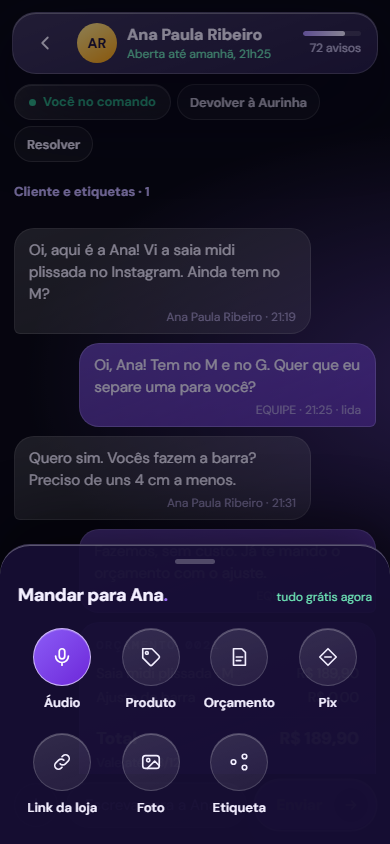 AR
Ana Paula Ribeiro
Aberta até amanhã, 21h25
72 avisos
Você no comando
Devolver à Aurinha
Resolver
Cliente e etiquetas · 1
Oi, aqui é a Ana! Vi a saia midi
plissada no Instagram. Ainda tem no
M?
Ana Paula Ribeiro · 21:19
Oi, Ana! Tem no M e no G. Quer que eu
separe uma para você?
EQUIPE · 21:25 · lida
Quero sim. Vocês fazem a barra?
Preciso de uns 4 cm a menos.
Ana Paula Ribeiro · 21:31
orçamento com o ajuste.
Mandar para Ana.
tudo grátis agora
Áudio
Produto
Orçamento
Pix
R$ 189,90
Link da loja
Foto
Etiqueta